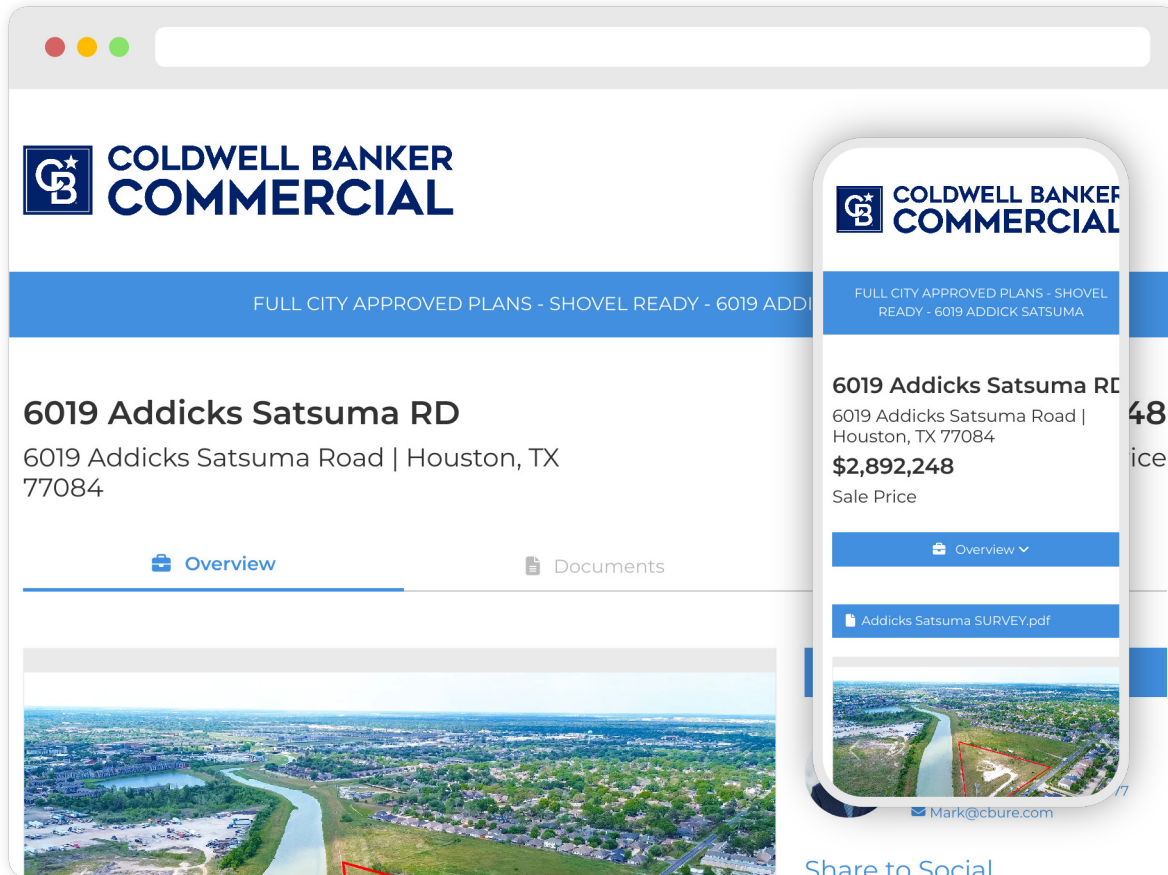 COLDWELL BANKER
COMMERCIAL
FULL CITY APPROVED PLANS - SHOVEL READY - 6019 ADDI
6019 Addicks Satsuma RD
6019 Addicks Satsuma Road | Houston, TX
77084
48
ice
Overview
Documents
77
Mark@cbure.com
Share to Social
COLDWELL BANKER
COMMERCIAL
FULL CITY APPROVED PLANS - SHOVEL
READY - 6019 ADDICK SATSUMA
6019 Addicks Satsuma RD
6019 Addicks Satsuma Road |
Houston, TX 77084
$2,892,248
Sale Price
Overview
Addicks Satsuma SURVEY.pdf